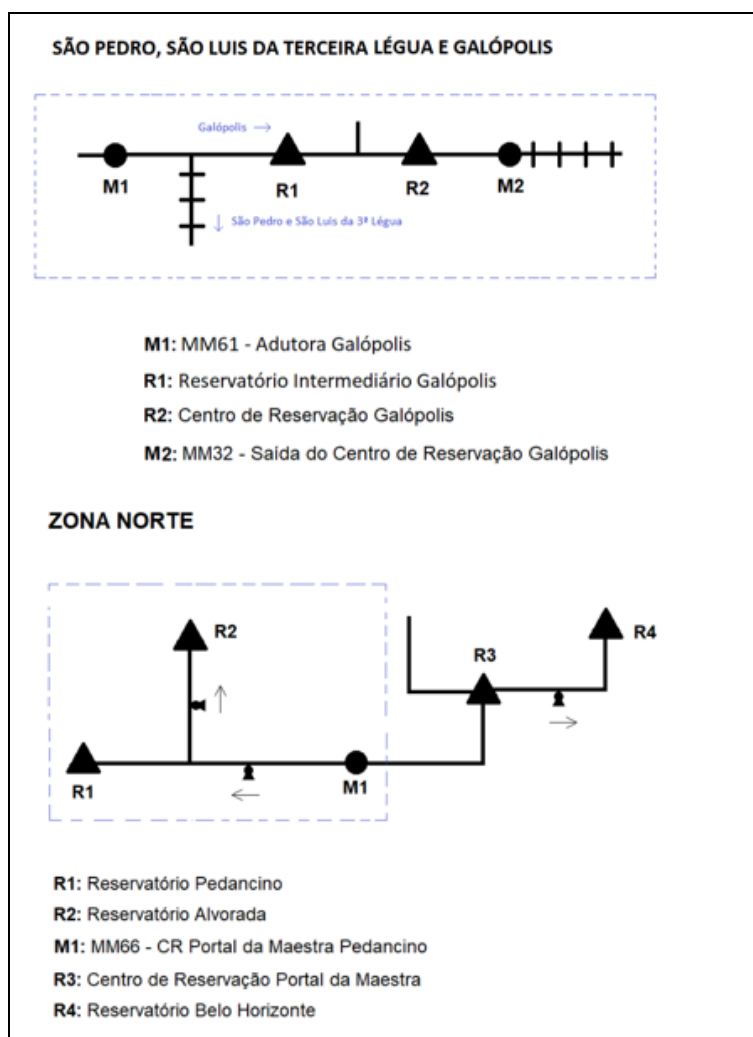 SÃO PEDRO, SÃO LUIS DA TERCEIRA LÉGUA E GALÓPOLIS
Galópolis →
M1
R1
R2
M2
↓ São Pedro e São Luis da 3ª Légua
M1: MM61 - Adutora Galópolis
R1: Reservatório Intermediário Galópolis
R2: Centro de Reservação Galópolis
M2: MM32 - Saída do Centro de Reservação Galópolis
ZONA NORTE
R2
R4
R3
R1
M1
R1: Reservatório Pedancino
R2: Reservatório Alvorada
M1: MM66 - CR Portal da Maestra Pedancino
R3: Centro de Reservação Portal da Maestra
R4: Reservatório Belo Horizonte